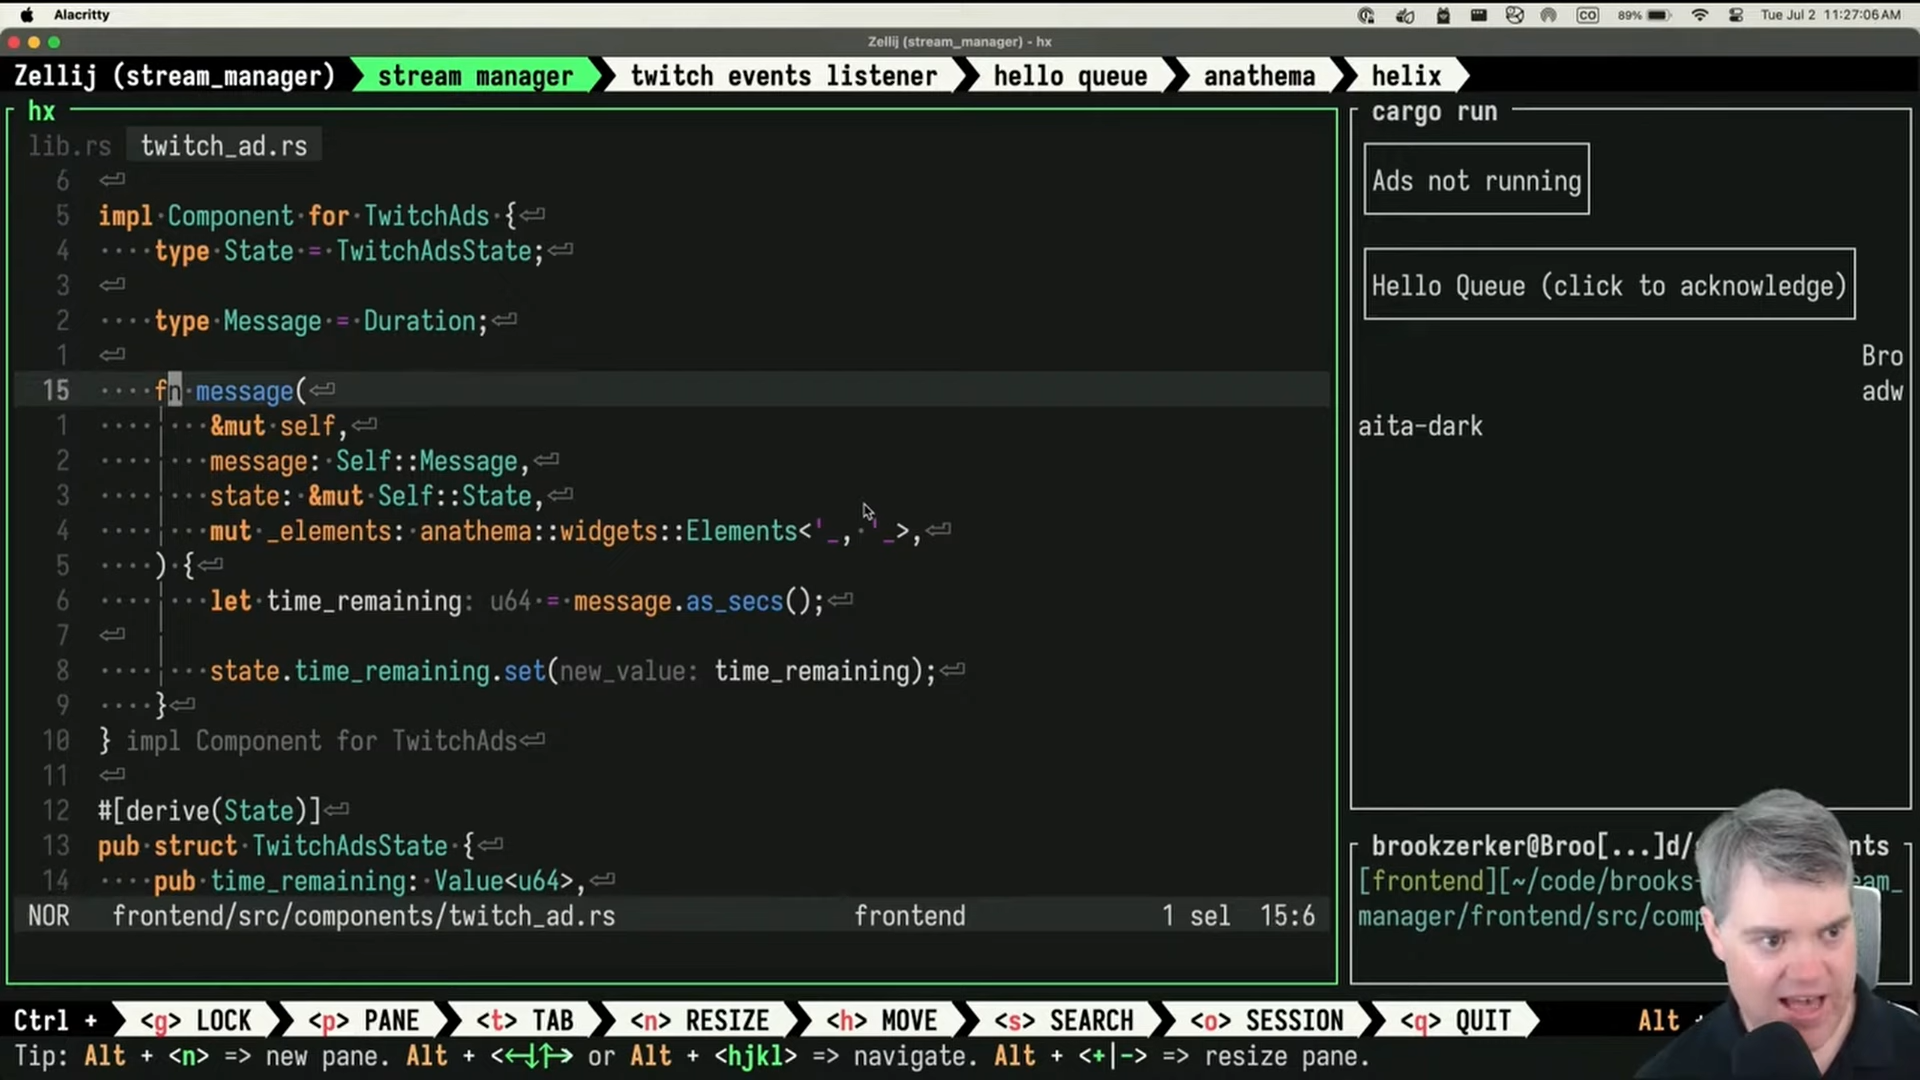 Alacritty
CO
89%
Tue Jul 2 11:27:06 AM
Zellij (stream_manager) - hx
Zellij (stream_manager) stream manager twitch events listener hello queue anathema helix
hx
lib.rs twitch_ad.rs
6 ⏎
5 impl·Component·for·TwitchAds·{⏎
4 ····type·State·=·TwitchAdsState;⏎
3 ⏎
2 ····type·Message·=·Duration;⏎
1 ⏎
15 ····fn·message(⏎
1 ········&mut·self,⏎
2 ········message:·Self::Message,⏎
3 ········state:·&mut·Self::State,⏎
4 ········mut·_elements:·anathema::widgets::Elements<'_,·'_>,⏎
5 ····)·{⏎
6 ········let·time_remaining: u64·=·message.as_secs();⏎
7 ⏎
8 ········state.time_remaining.set(new_value: time_remaining);⏎
9 ····}⏎
10 } impl Component for TwitchAds⏎
11 ⏎
12 #[derive(State)]⏎
13 pub·struct·TwitchAdsState·{⏎
14 ····pub·time_remaining:·Value<u64>,⏎
NOR frontend/src/components/twitch_ad.rs frontend 1 sel 15:6
cargo run
Ads not running
Hello Queue (click to acknowledge)
Bro
adw
aita-dark
brookzerker@Broo[...]d/ nts
[frontend][~/code/brooks- am_
manager/frontend/src/com
Ctrl + <g> LOCK <p> PANE <t> TAB <n> RESIZE <h> MOVE <s> SEARCH <o> SESSION <q> QUIT Alt
Tip: Alt + <n> => new pane. Alt + <←↓↑→> or Alt + <hjkl> => navigate. Alt + <+|-> => resize pane.